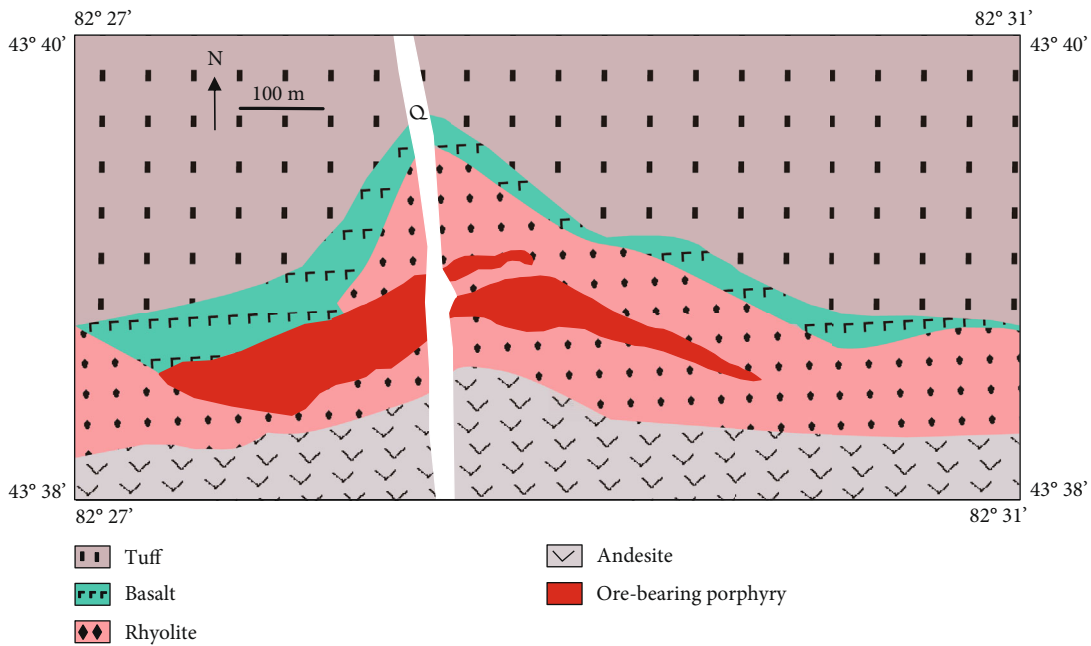 82° 27' 82° 31'
43° 40' 43° 40'
N
100 m
Q
43° 38' 43° 38'
82° 27' 82° 31'
Tuff Andesite
Basalt Ore-bearing porphyry
Rhyolite